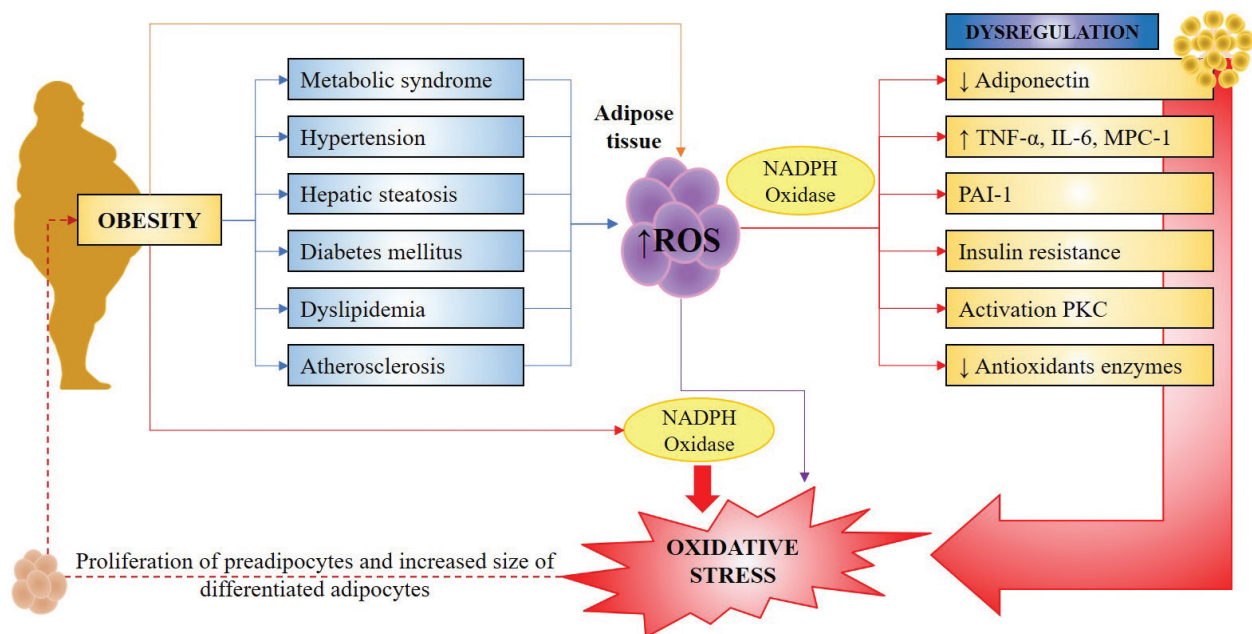 DYSREGULATION
Metabolic syndrome
Hypertension
Hepatic steatosis
Diabetes mellitus
Dyslipidemia
Atherosclerosis
OBESITY
Adipose
tissue
↑ROS
NADPH
Oxidase
↓ Adiponectin
↑ TNF-α, IL-6, MPC-1
PAI-1
Insulin resistance
Activation PKC
↓ Antioxidants enzymes
NADPH
Oxidase
OXIDATIVE
STRESS
Proliferation of preadipocytes and increased size of
differentiated adipocytes